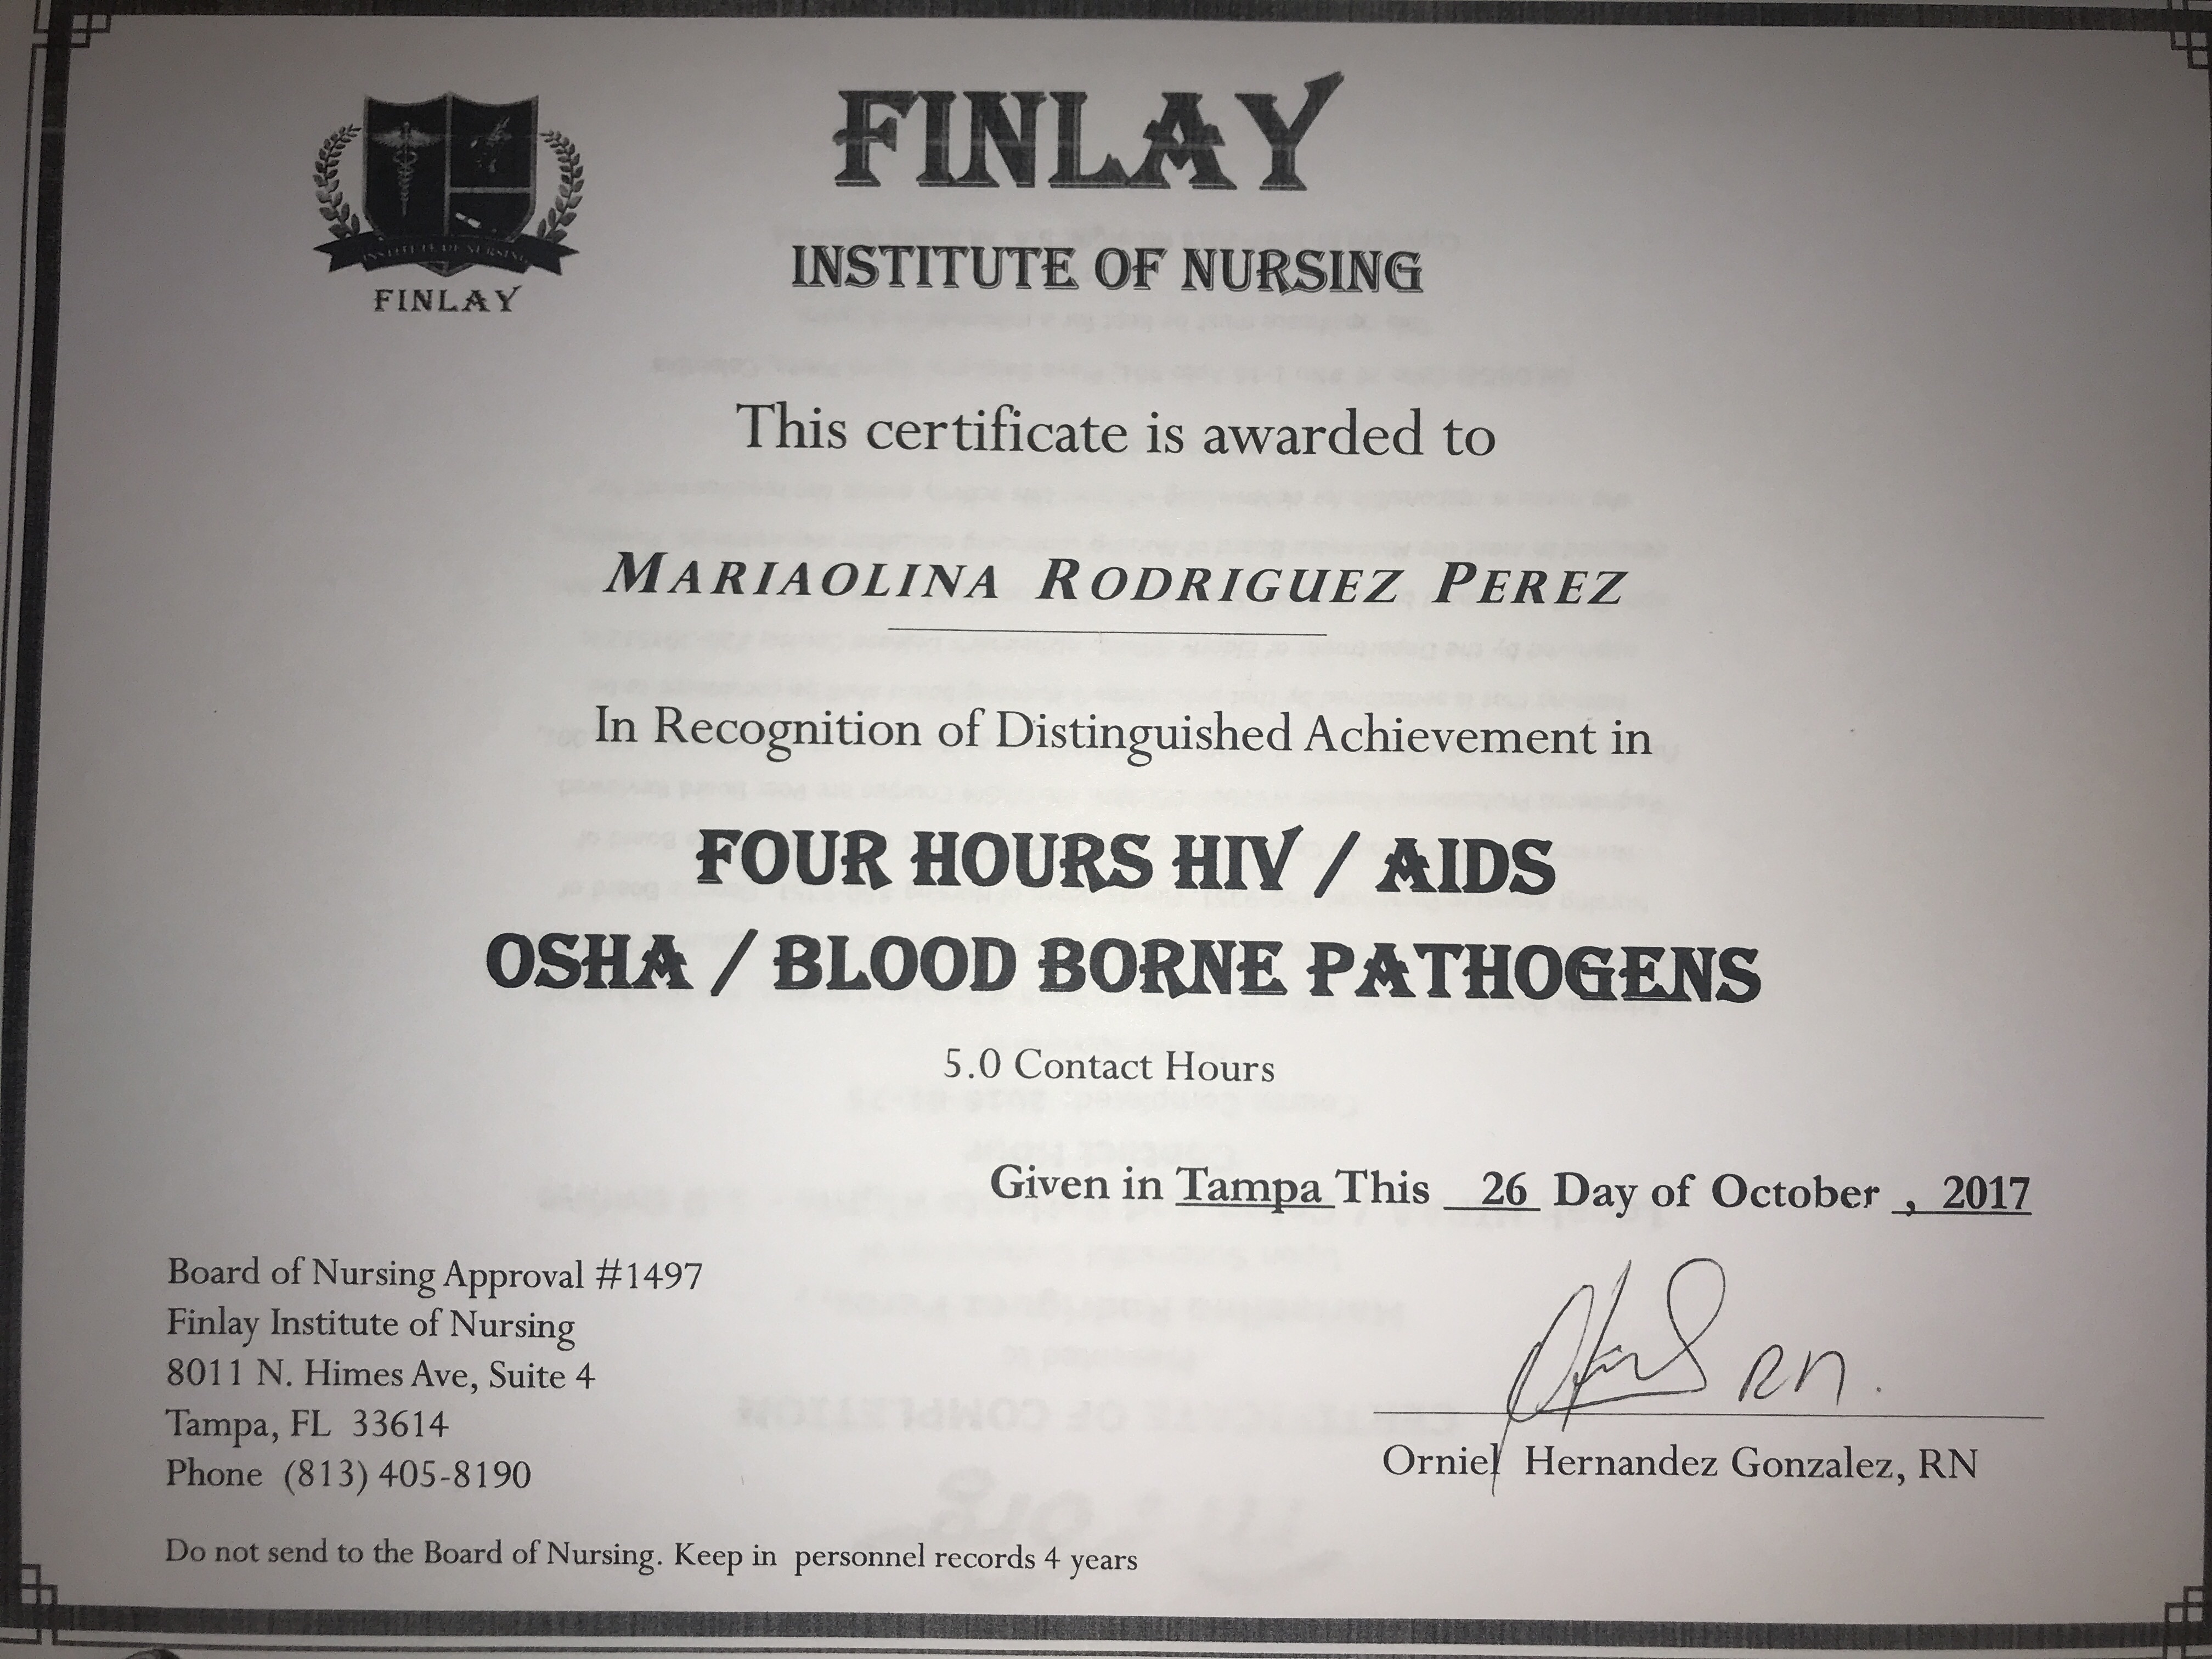 FINLAY
INSTITUTE OF NURSING
FINLAY
This certificate is awarded to
MARIAOLINA RODRIGUEZ PEREZ
In Recognition of Distinguished Achievement in
FOUR HOURS HIV / AIDS
OSHA / BLOOD BORNE PATHOGENS
5.0 Contact Hours
Given in Tampa This 26 Day of October , 2017
Board of Nursing Approval #1497
Finlay Institute of Nursing
8011 N. Himes Ave, Suite 4
Tampa, FL 33614
Phone (813) 405-8190
RN.
Orniel Hernandez Gonzalez, RN
Do not send to the Board of Nursing. Keep in personnel records 4 years